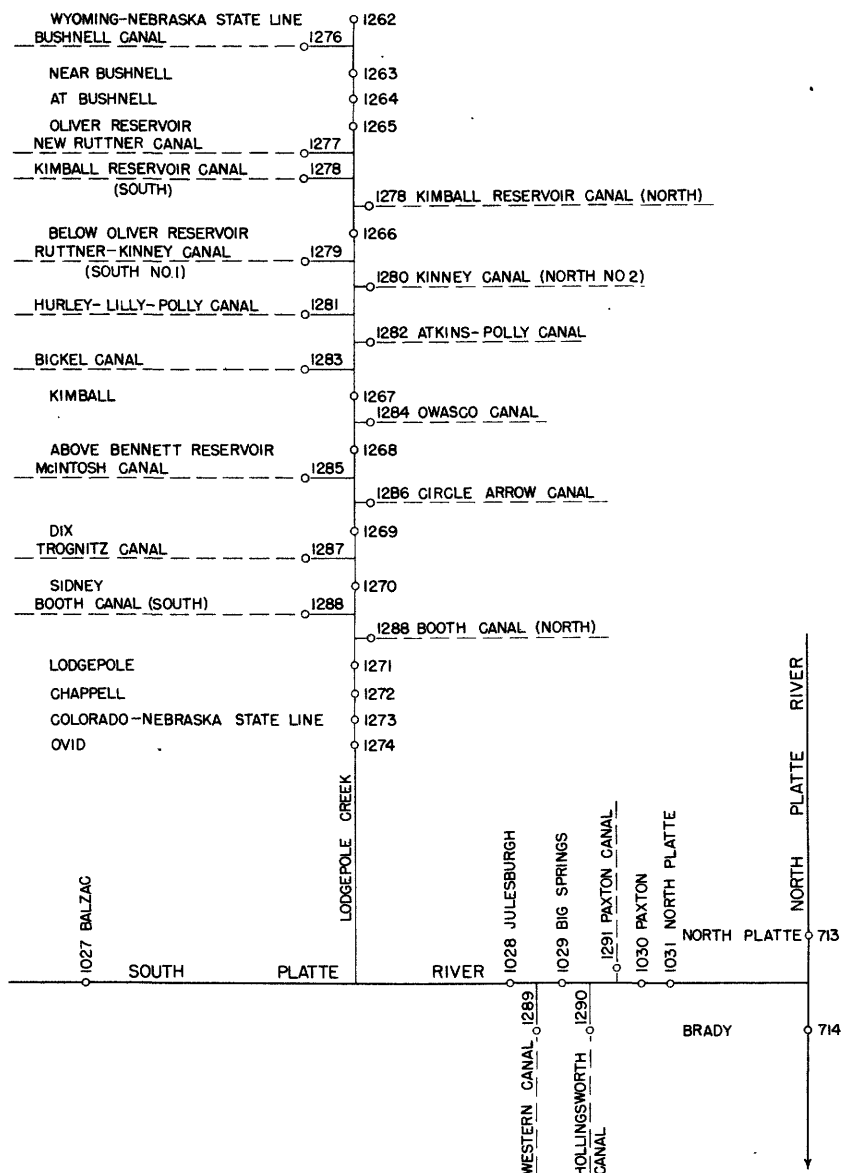 WYOMING-NEBRASKA STATE LINE 1262
BUSHNELL CANAL 1276
NEAR BUSHNELL 1263
AT BUSHNELL 1264
OLIVER RESERVOIR 1265
NEW RUTTNER CANAL 1277
KIMBALL RESERVOIR CANAL 1278
(SOUTH)
1278 KIMBALL RESERVOIR CANAL (NORTH)
BELOW OLIVER RESERVOIR 1266
RUTTNER-KINNEY CANAL 1279
(SOUTH NO.1)
1280 KINNEY CANAL (NORTH NO 2)
HURLEY-LILLY-POLLY CANAL 1281
1282 ATKINS-POLLY CANAL
BICKEL CANAL 1283
KIMBALL 1267
1284 OWASCO CANAL
ABOVE BENNETT RESERVOIR 1268
McINTOSH CANAL 1285
1286 CIRCLE ARROW CANAL
DIX 1269
TROGNITZ CANAL 1287
SIDNEY 1270
BOOTH CANAL (SOUTH) 1288
1288 BOOTH CANAL (NORTH)
LODGEPOLE 1271
CHAPPELL 1272
COLORADO-NEBRASKA STATE LINE 1273
OVID 1274
LODGEPOLE CREEK
NORTH PLATTE RIVER
1027 BALZAC
1028 JULESBURGH
1029 BIG SPRINGS
1291 PAXTON CANAL
1030 PAXTON
1031 NORTH PLATTE
NORTH PLATTE 713
SOUTH PLATTE RIVER
WESTERN CANAL 1289
HOLLINGSWORTH 1290
CANAL
BRADY 714